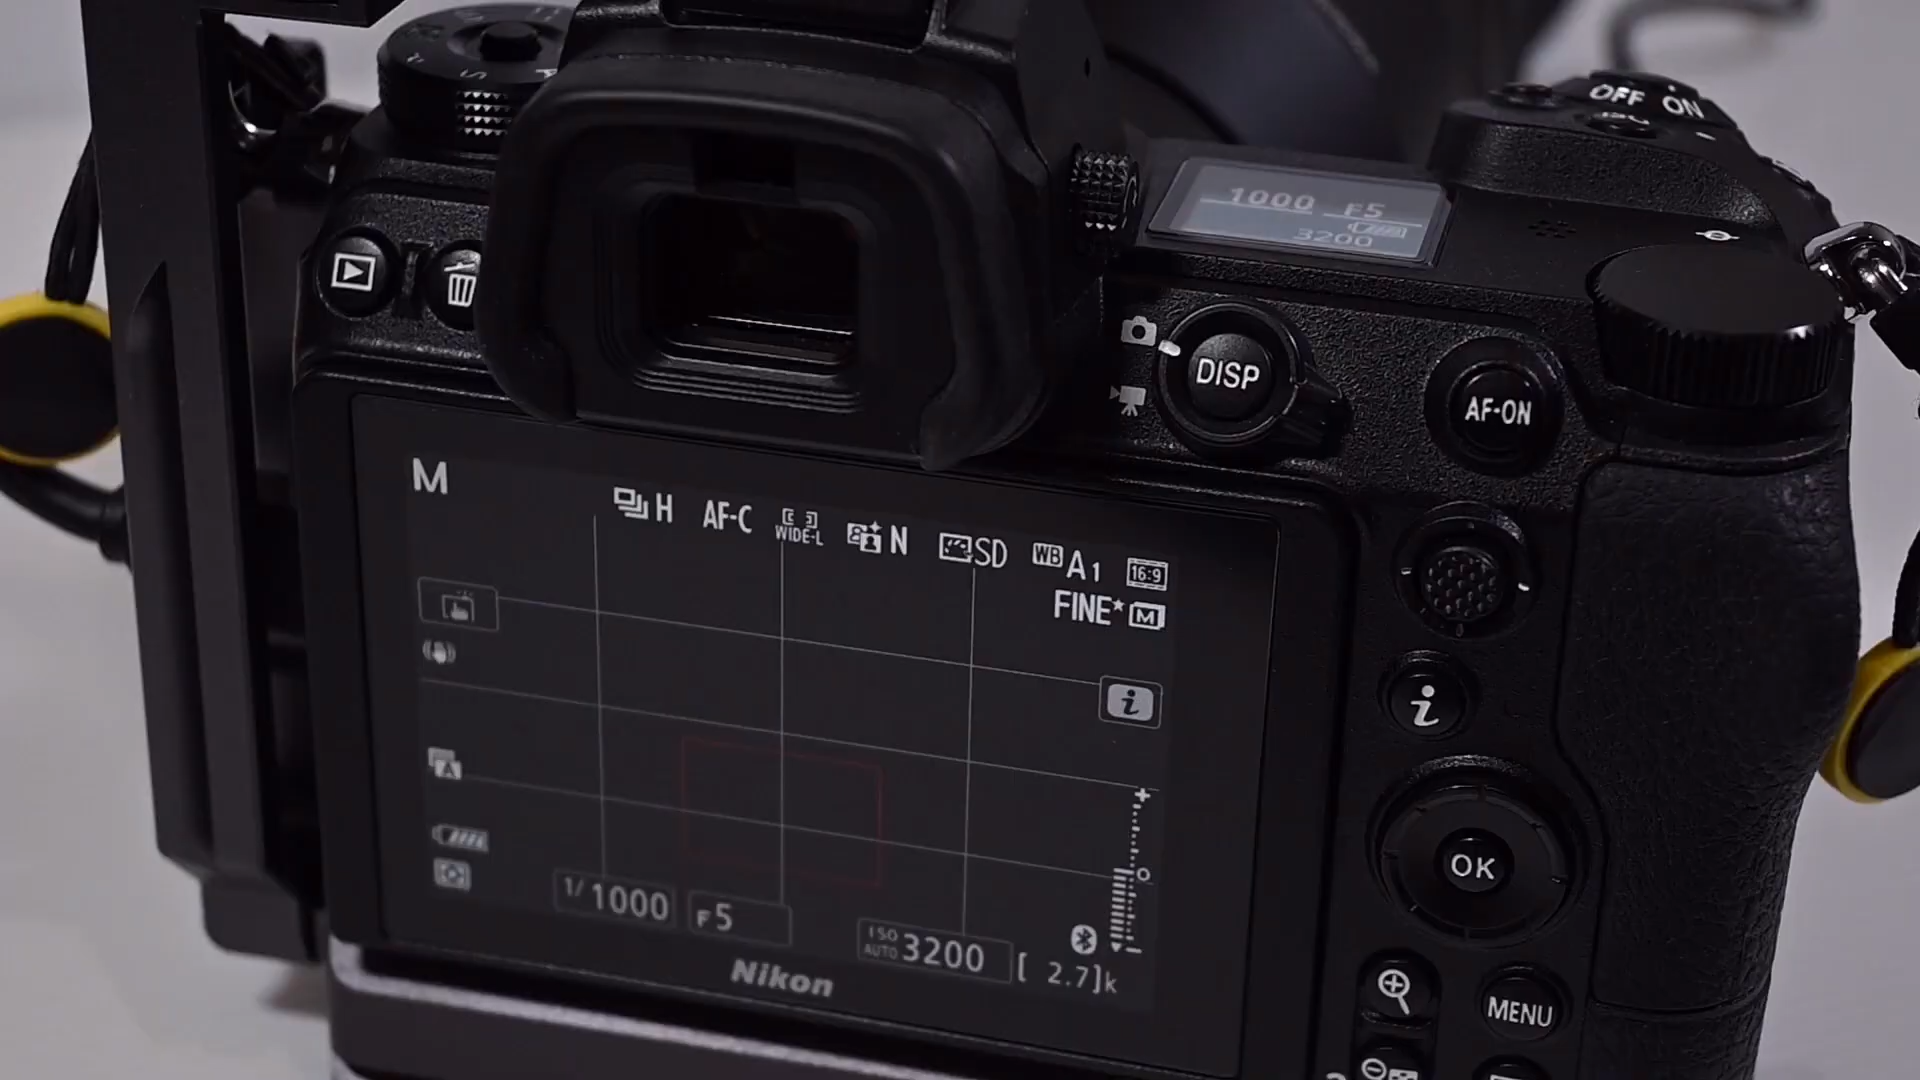 OFF ON
1000 F5
3200
DISP
AF-ON
M
H AF-C WIDE-L N SD WB A1 16:9
FINE★ M
i
i
OK
1/1000 F5 ISO AUTO 3200 [2.7]k
Nikon
MENU